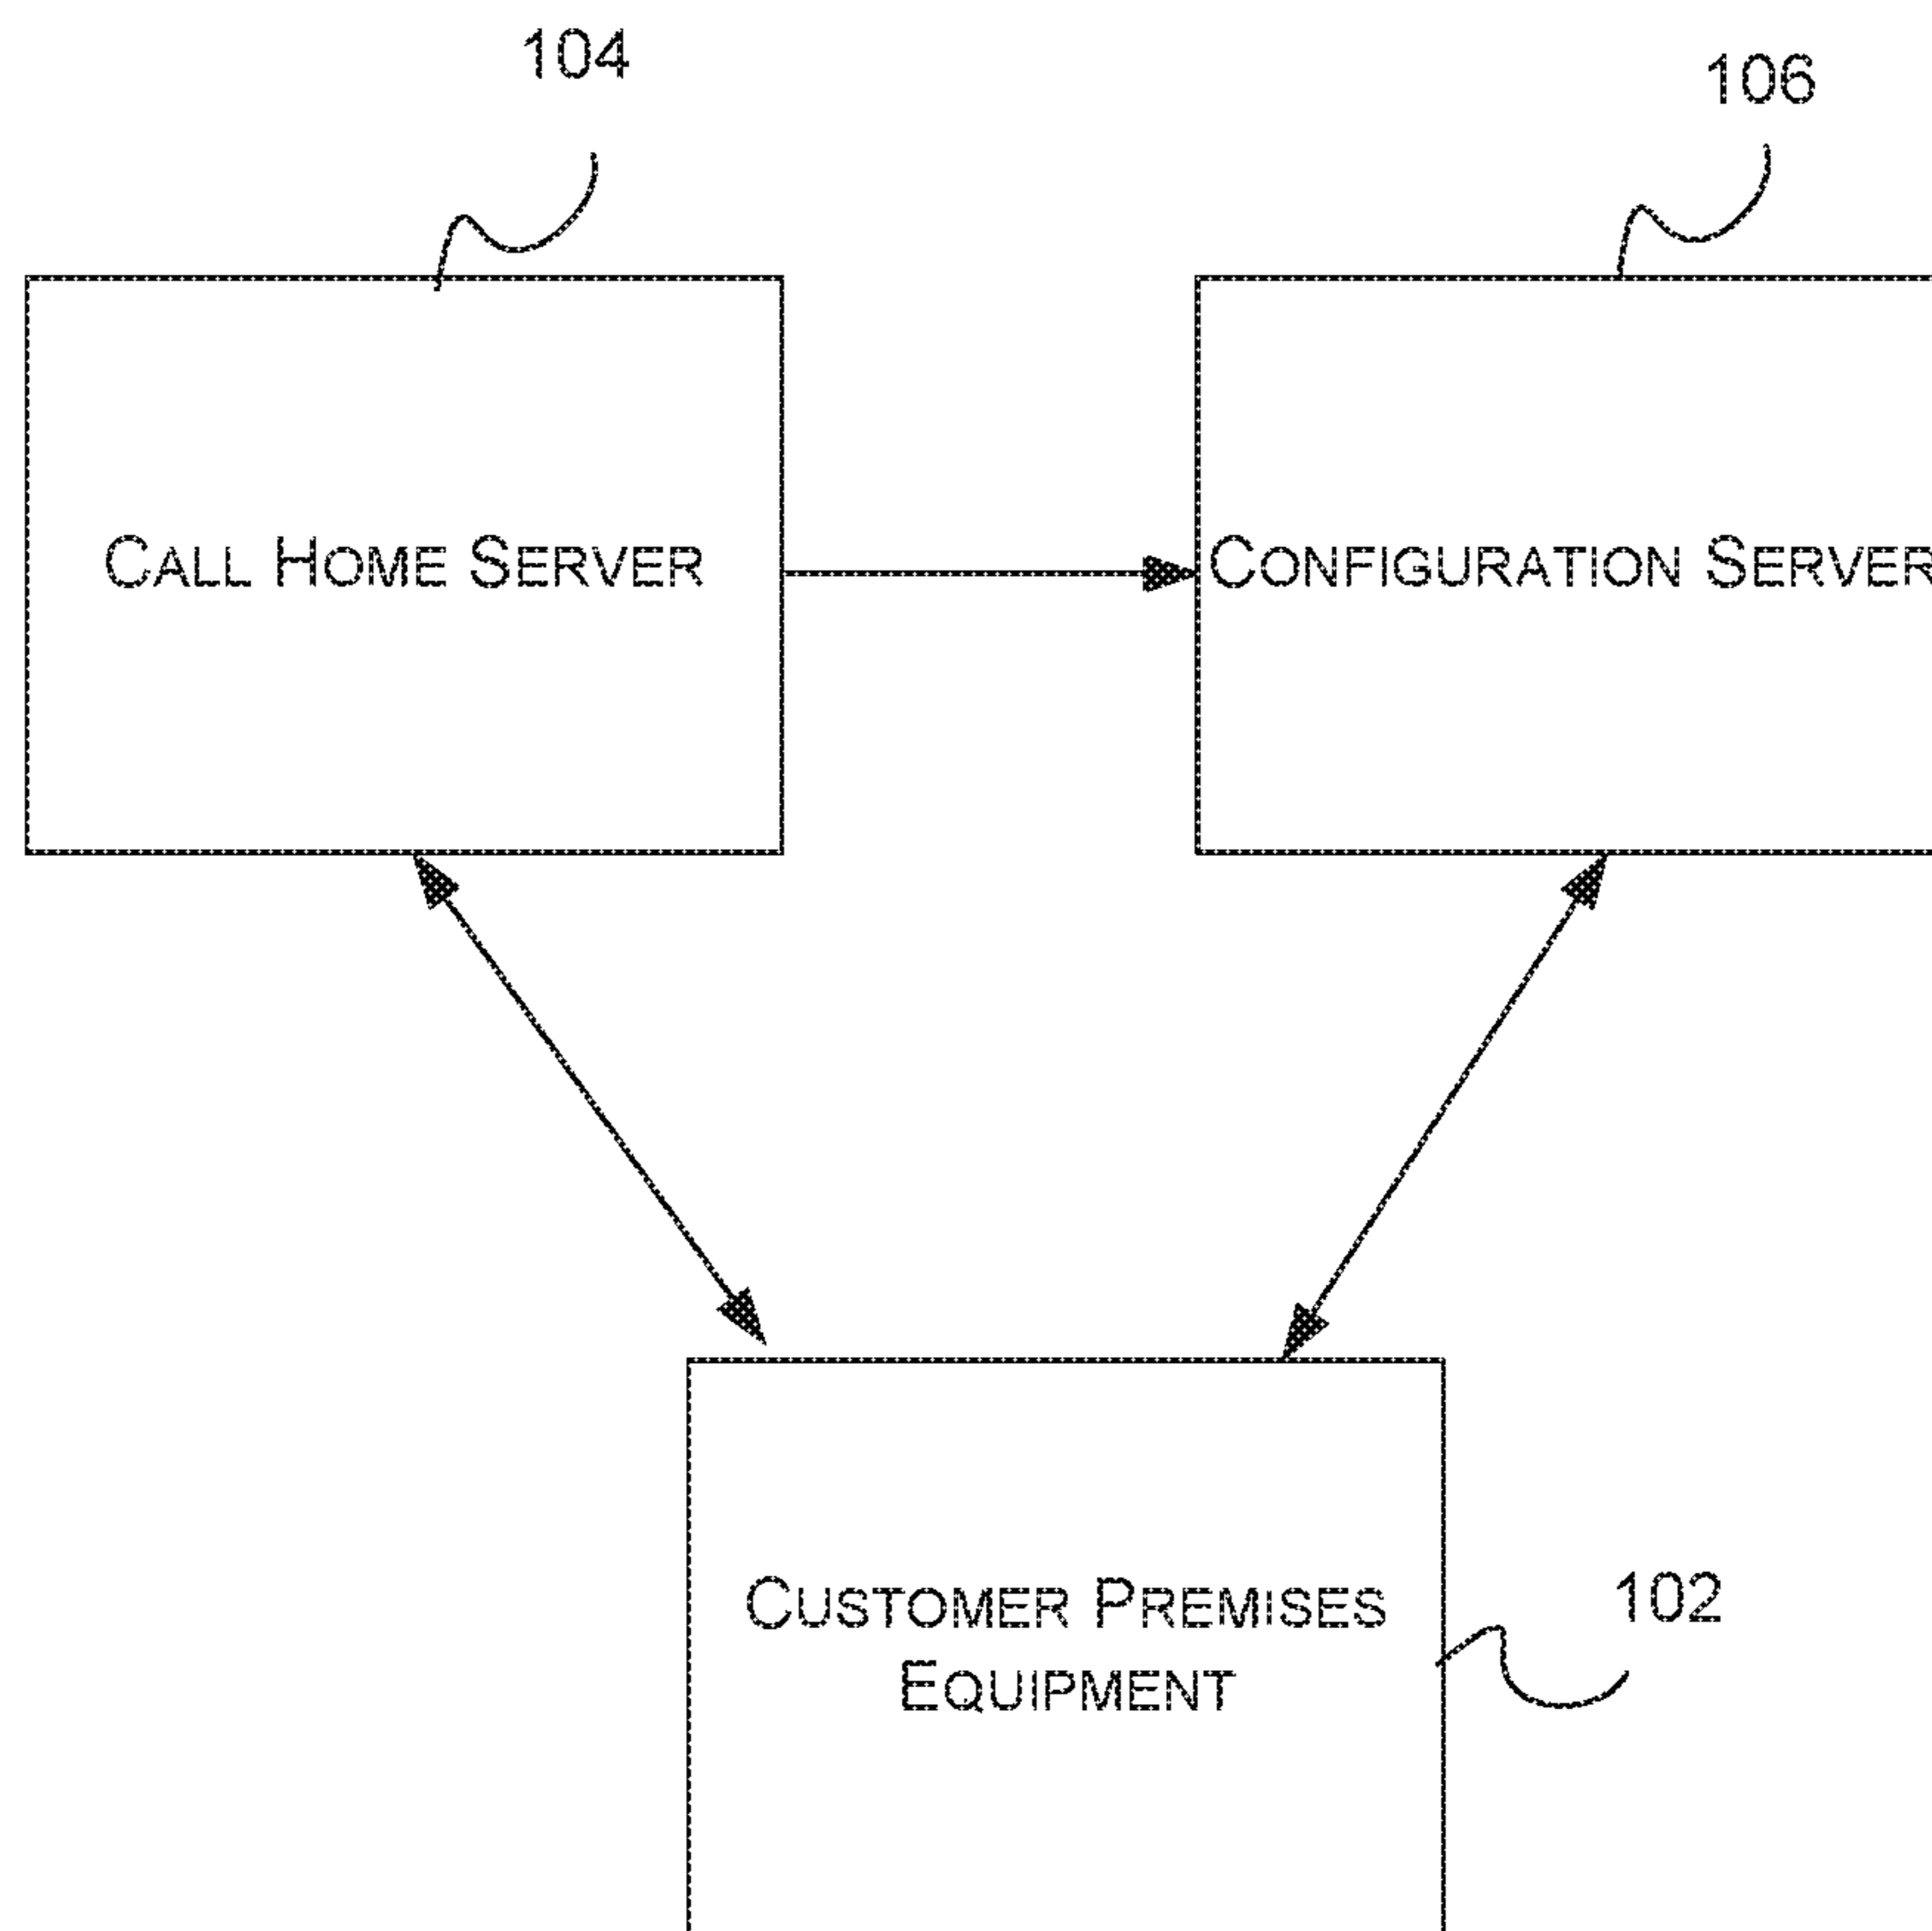 104
106
CALL HOME SERVER
CONFIGURATION SERVER
CUSTOMER PREMISES
EQUIPMENT
102